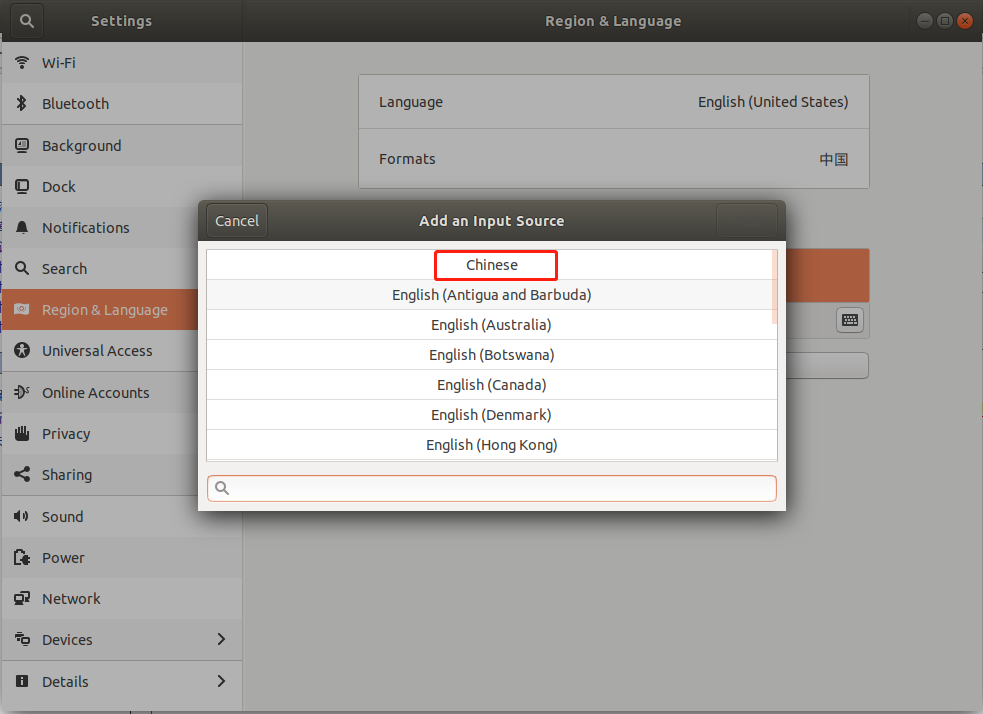 Settings
Region & Language
Wi-Fi
Bluetooth
Background
Dock
Notifications
Search
Region & Language
Universal Access
Online Accounts
Privacy
Sharing
Sound
Power
Network
Devices
Details
Language English (United States)
Formats 中国
Cancel Add an Input Source
Chinese
English (Antigua and Barbuda)
English (Australia)
English (Botswana)
English (Canada)
English (Denmark)
English (Hong Kong)